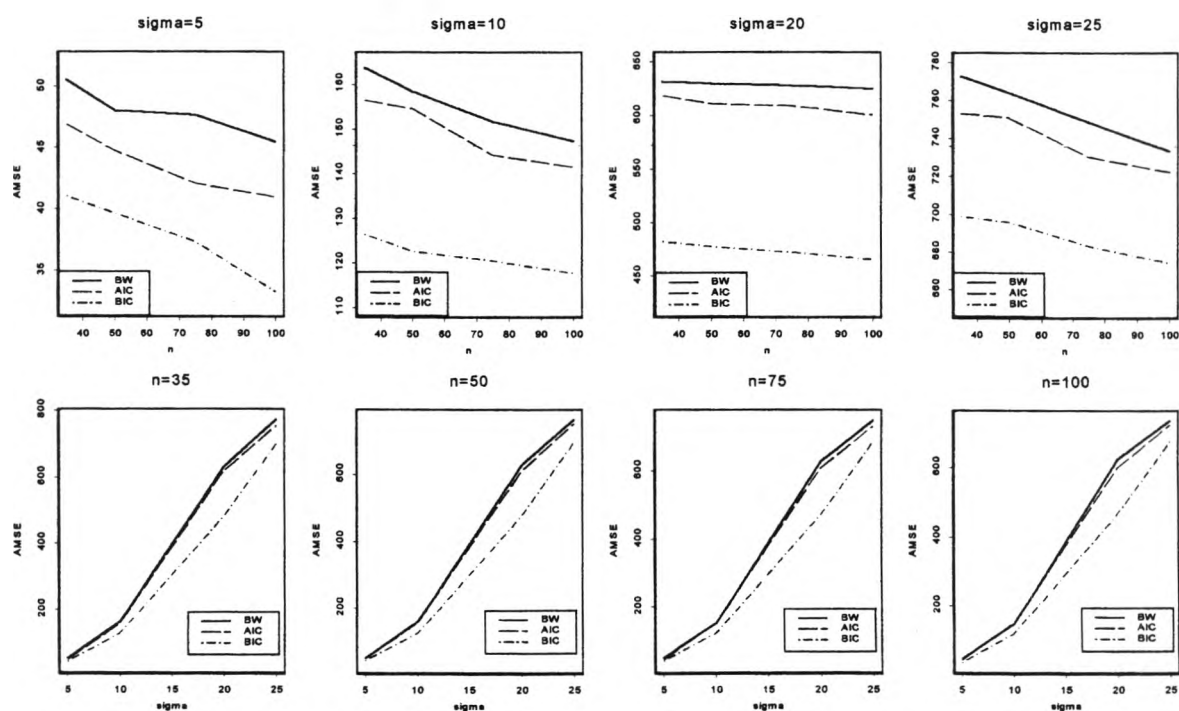 sigma=5
AMSE
50
45
40
35
BW
AIC
BIC
40 50 60 70 80 90 100
n
sigma=10
AMSE
160
150
140
130
120
110
BW
AIC
BIC
40 50 60 70 80 90 100
n
sigma=20
AMSE
650
600
550
500
450
BW
AIC
BIC
40 50 60 70 80 90 100
n
sigma=25
AMSE
780
760
740
720
700
680
660
BW
AIC
BIC
40 50 60 70 80 90 100
n
n=35
AMSE
800
600
400
200
BW
AIC
BIC
5 10 15 20 25
sigma
n=50
AMSE
600
400
200
BW
AIC
BIC
5 10 15 20 25
sigma
n=75
AMSE
600
400
200
BW
AIC
BIC
5 10 15 20 25
sigma
n=100
AMSE
600
400
200
BW
AIC
BIC
5 10 15 20 25
sigma